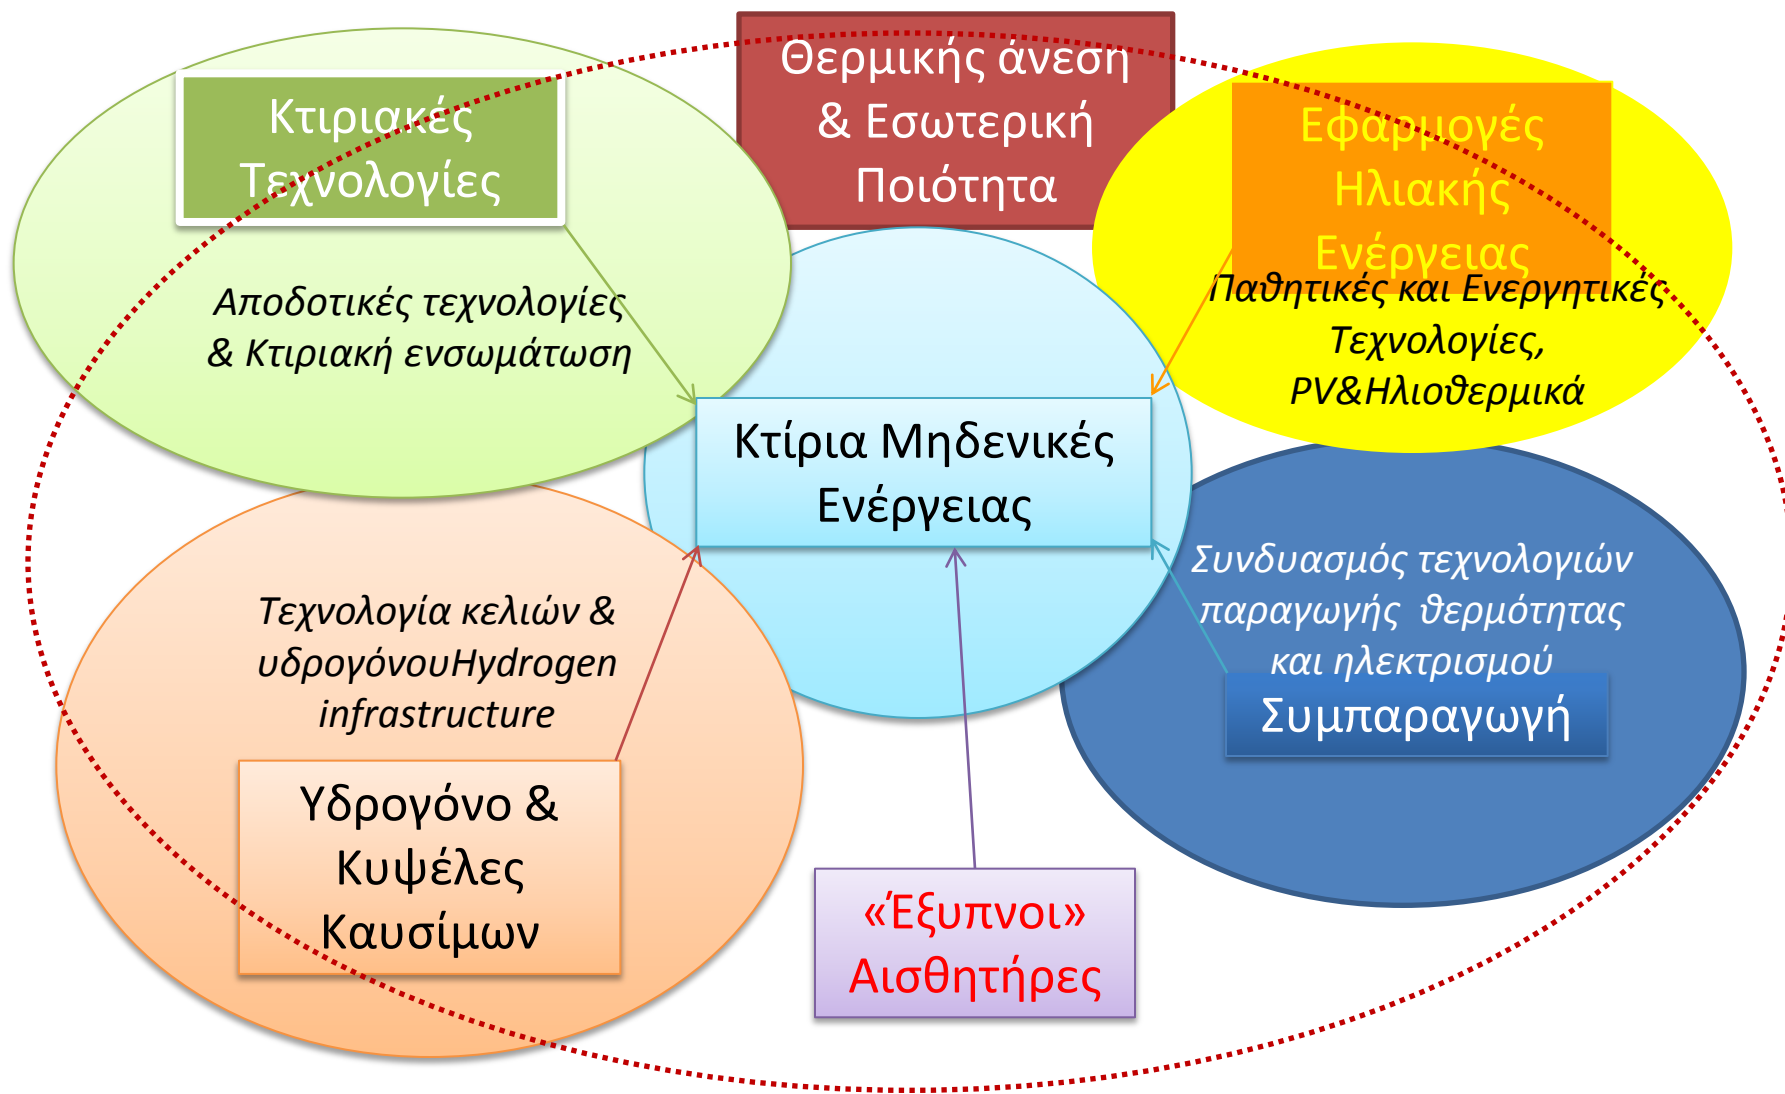 Κτιριακές
Τεχνολογίες
Αποδοτικές τεχνολογίες
& Κτιριακή ενσωμάτωση
Θερμικής άνεση
& Εσωτερική
Ποιότητα
Εφαρμογές
Ηλιακής
Ενέργειας
Παθητικές και Ενεργητικές
Τεχνολογίες,
PV&Ηλιοθερμικά
Κτίρια Μηδενικές
Ενέργειας
Τεχνολογία κελιών &
υδρογόνουHydrogen
infrastructure
Υδρογόνο &
Κυψέλες
Καυσίμων
«Έξυπνοι»
Αισθητήρες
Συνδυασμός τεχνολογιών
παραγωγής θερμότητας
και ηλεκτρισμού
Συμπαραγωγή